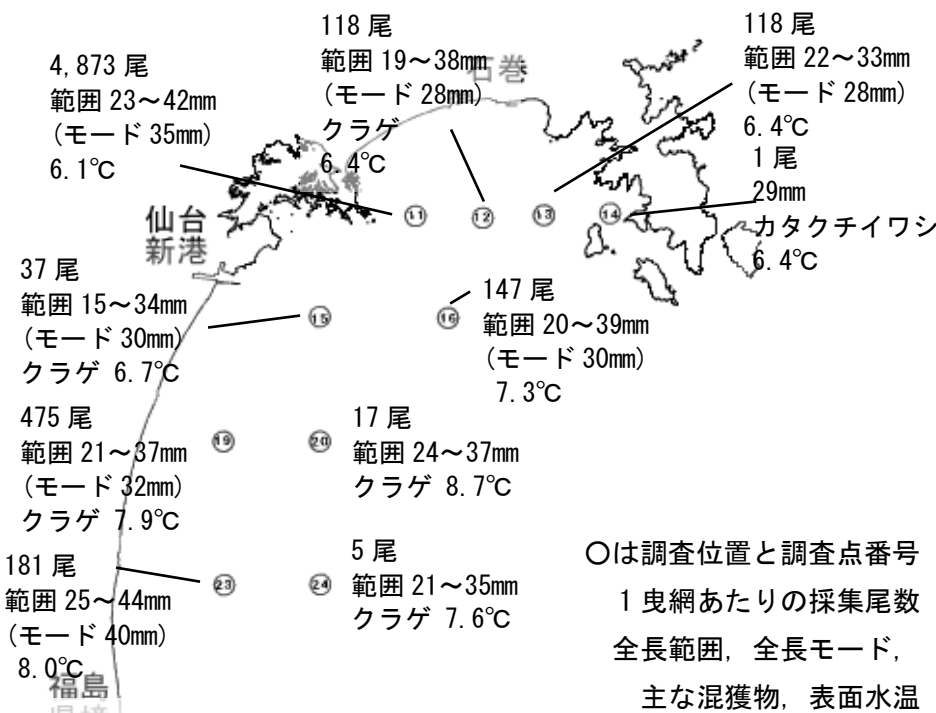 4,873 尾
範囲 23～42㎜
(モード 35㎜)
6.1℃
118 尾
範囲 19～38㎜
(モード 28㎜)
クラゲ
6.4℃
石巻
118 尾
範囲 22～33㎜
(モード 28㎜)
6.4℃
1 尾
29㎜
カタクチイワシ
6.4℃
11
12
13
14
仙台
新港
37 尾
範囲 15～34㎜
(モード 30㎜)
クラゲ 6.7℃
15
16
147 尾
範囲 20～39㎜
(モード 30㎜)
7.3℃
475 尾
範囲 21～37㎜
(モード 32㎜)
クラゲ 7.9℃
19
20
17 尾
範囲 24～37㎜
クラゲ 8.7℃
181 尾
範囲 25～44㎜
(モード 40㎜)
8.0℃
23
24
5 尾
範囲 21～35㎜
クラゲ 7.6℃
福島
県境
○は調査位置と調査点番号
1 曳網あたりの採集尾数
全長範囲，全長モード，
主な混獲物，表面水温